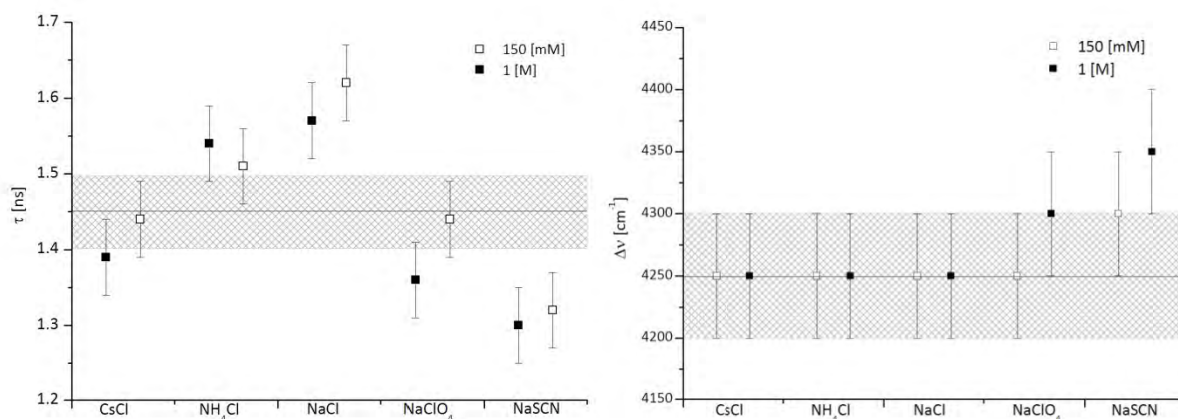 1.7
1.6
1.5
1.4
1.3
1.2
τ [ns]
150 [mM]
1 [M]
CsCl
NH₄Cl
NaCl
NaClO₄
NaSCN
4450
4400
4350
4300
4250
4200
4150
Δν [cm⁻¹]
150 [mM]
1 [M]
CsCl
NH₄Cl
NaCl
NaClO₄
NaSCN